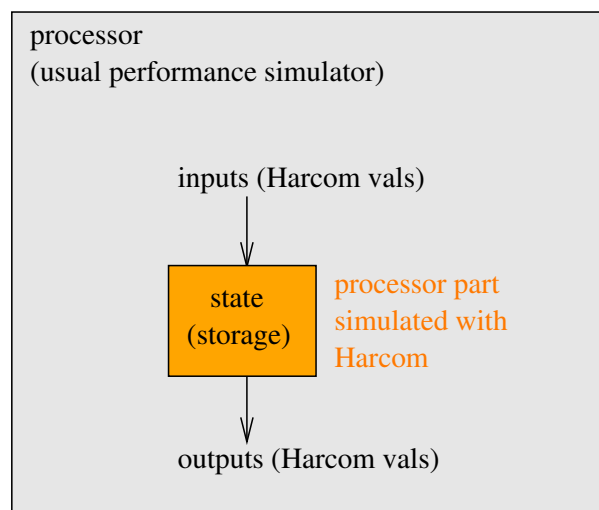 processor
(usual performance simulator)
inputs (Harcom vals)
state
(storage)
processor part
simulated with
Harcom
outputs (Harcom vals)